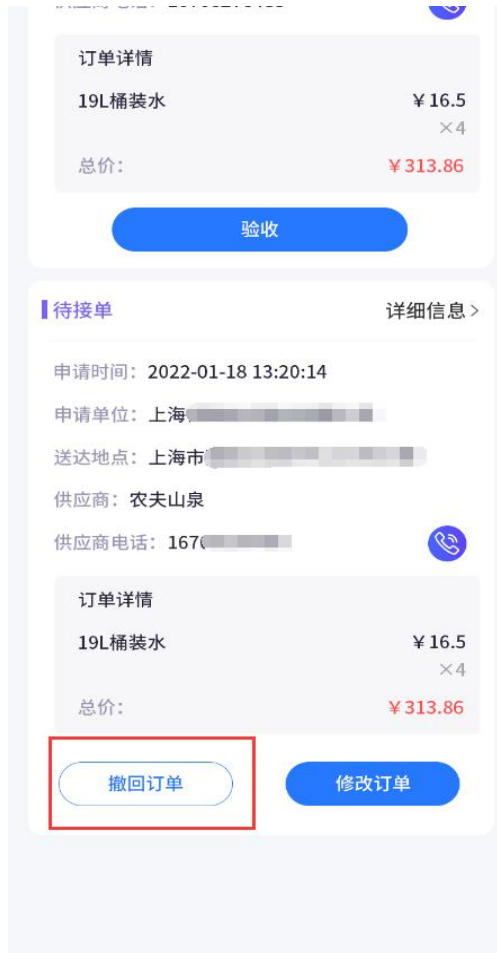 订单详情
19L桶装水 ￥16.5
×4
总价： ￥313.86
验收
待接单 详细信息>
申请时间：2022-01-18 13:20:14
申请单位：上海
送达地点：上海市
供应商：农夫山泉
供应商电话：167
订单详情
19L桶装水 ￥16.5
×4
总价： ￥313.86
撤回订单 修改订单